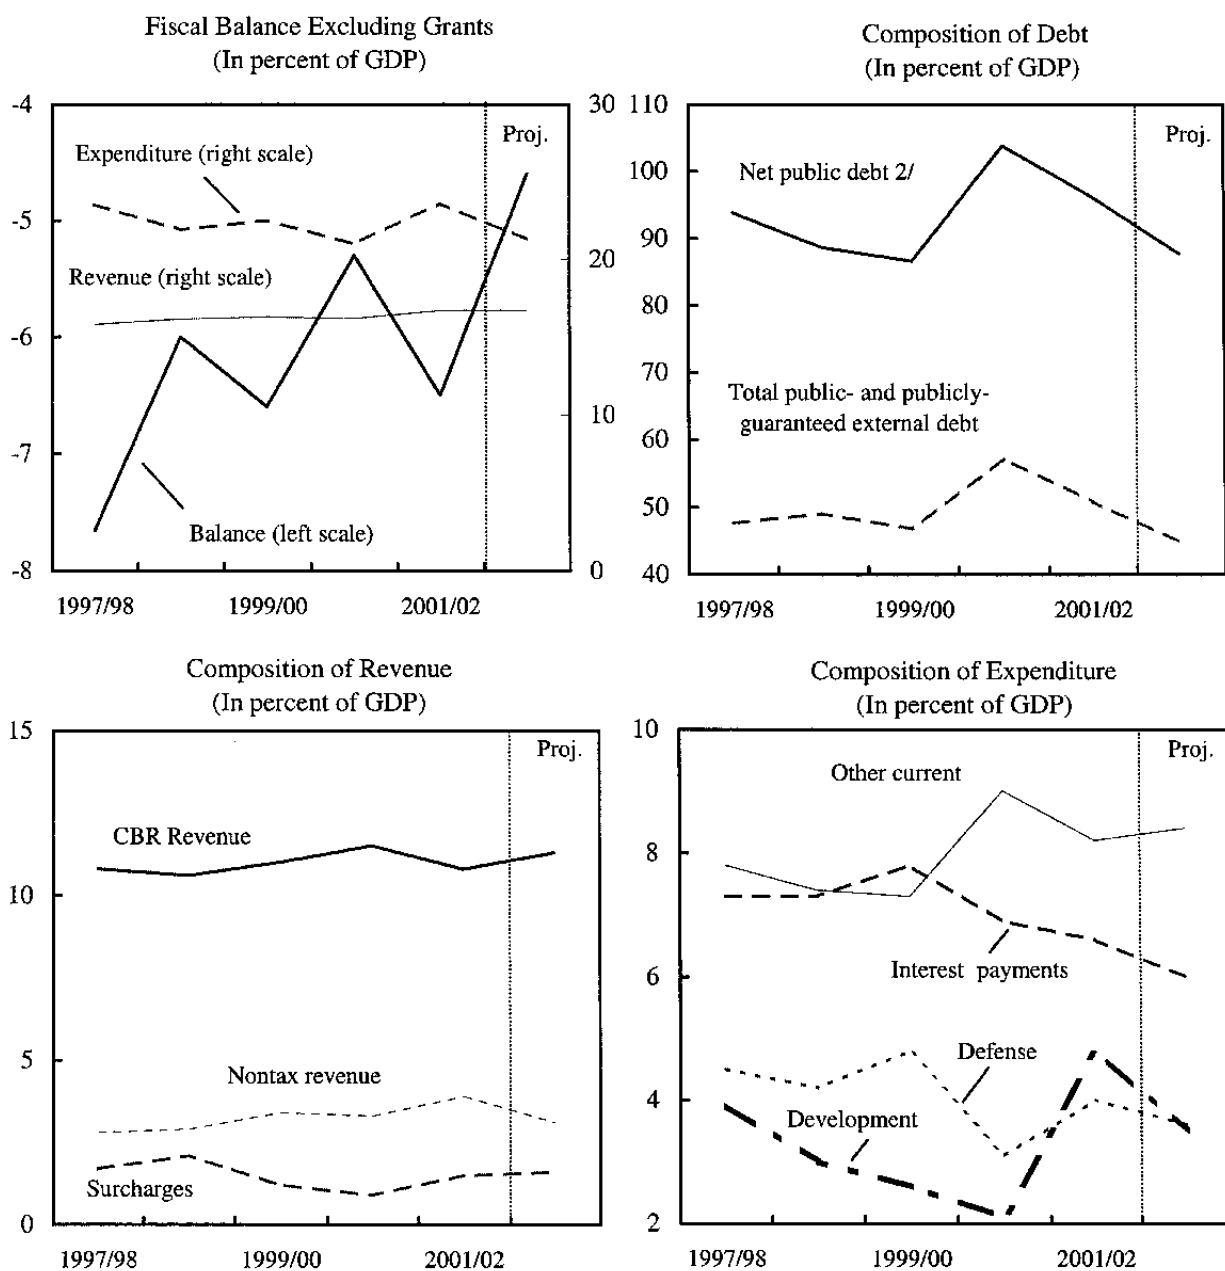 Fiscal Balance Excluding Grants
(In percent of GDP)
-4
-5
-6
-7
-8
30
20
10
0
Proj.
Expenditure (right scale)
Revenue (right scale)
Balance (left scale)
1997/98
1999/00
2001/02
Composition of Debt
(In percent of GDP)
110
100
90
80
70
60
50
40
Proj.
Net public debt 2/
Total public- and publicly-
guaranteed external debt
1997/98
1999/00
2001/02
Composition of Revenue
(In percent of GDP)
15
10
5
0
Proj.
CBR Revenue
Nontax revenue
Surcharges
1997/98
1999/00
2001/02
Composition of Expenditure
(In percent of GDP)
10
8
6
4
2
Proj.
Other current
Interest payments
Defense
Development
1997/98
1999/00
2001/02